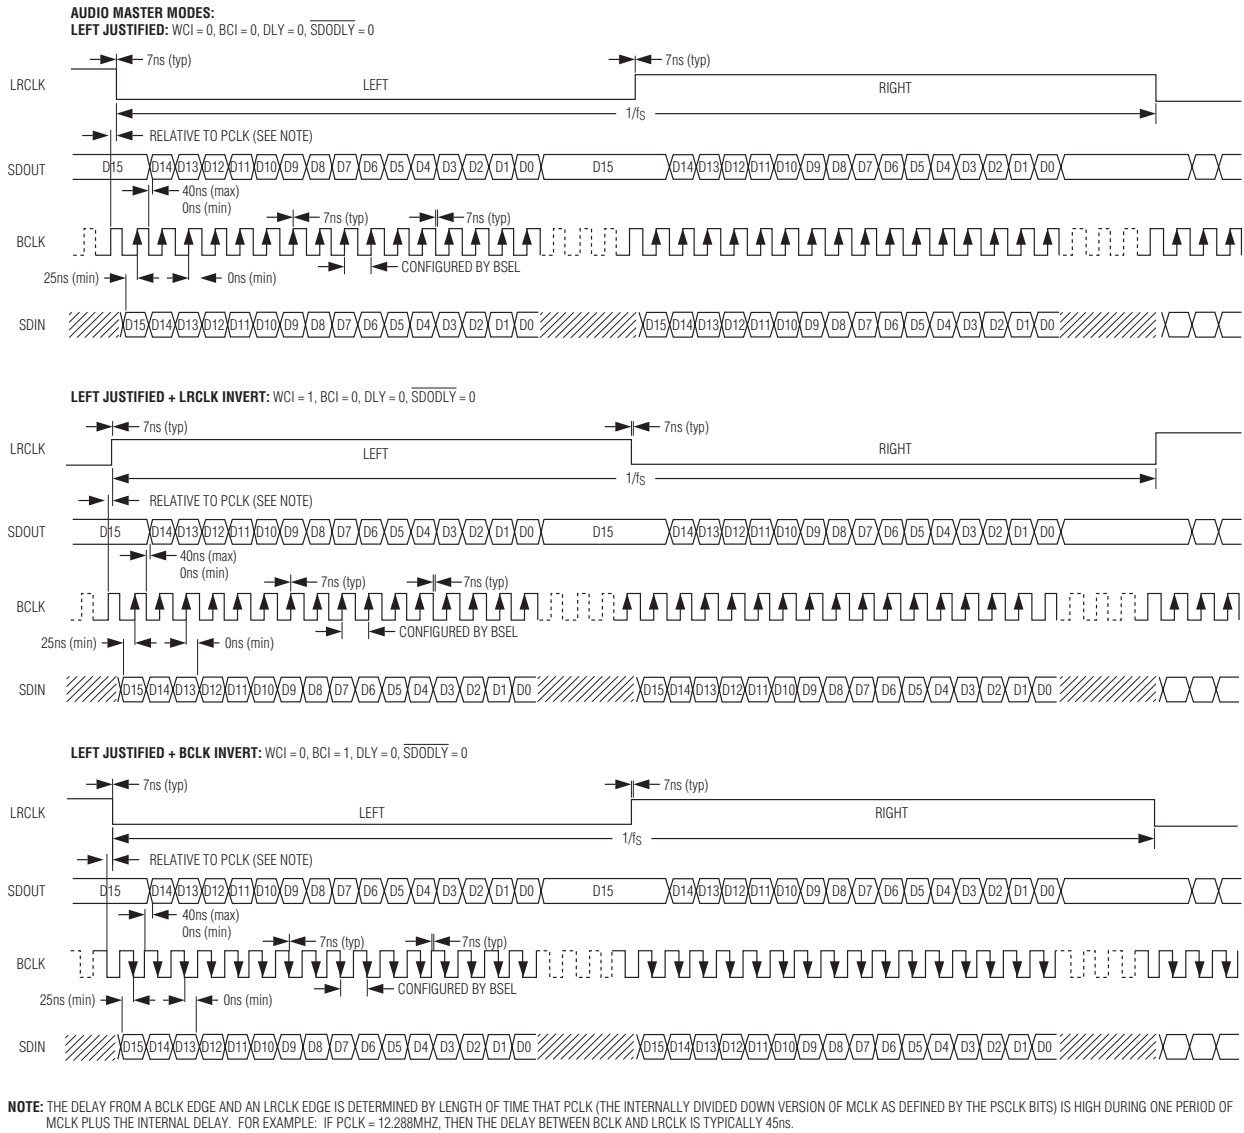 AUDIO MASTER MODES:
LEFT JUSTIFIED: WCI = 0, BCI = 0, DLY = 0, SDODLY = 0
7ns (typ) 7ns (typ)
LRCLK LEFT RIGHT
1/fS
RELATIVE TO PCLK (SEE NOTE)
SDOUT D15 D14 D13 D12 D11 D10 D9 D8 D7 D6 D5 D4 D3 D2 D1 D0 D15 D14 D13 D12 D11 D10 D9 D8 D7 D6 D5 D4 D3 D2 D1 D0
40ns (max)
0ns (min) 7ns (typ) 7ns (typ)
BCLK
CONFIGURED BY BSEL
25ns (min) 0ns (min)
SDIN D15 D14 D13 D12 D11 D10 D9 D8 D7 D6 D5 D4 D3 D2 D1 D0 D15 D14 D13 D12 D11 D10 D9 D8 D7 D6 D5 D4 D3 D2 D1 D0
LEFT JUSTIFIED + LRCLK INVERT: WCI = 1, BCI = 0, DLY = 0, SDODLY = 0
7ns (typ) 7ns (typ)
LRCLK LEFT RIGHT
1/fS
RELATIVE TO PCLK (SEE NOTE)
SDOUT D15 D14 D13 D12 D11 D10 D9 D8 D7 D6 D5 D4 D3 D2 D1 D0 D15 D14 D13 D12 D11 D10 D9 D8 D7 D6 D5 D4 D3 D2 D1 D0
40ns (max)
0ns (min) 7ns (typ) 7ns (typ)
BCLK
CONFIGURED BY BSEL
25ns (min) 0ns (min)
SDIN D15 D14 D13 D12 D11 D10 D9 D8 D7 D6 D5 D4 D3 D2 D1 D0 D15 D14 D13 D12 D11 D10 D9 D8 D7 D6 D5 D4 D3 D2 D1 D0
LEFT JUSTIFIED + BCLK INVERT: WCI = 0, BCI = 1, DLY = 0, SDODLY = 0
7ns (typ) 7ns (typ)
LRCLK LEFT RIGHT
1/fS
RELATIVE TO PCLK (SEE NOTE)
SDOUT D15 D14 D13 D12 D11 D10 D9 D8 D7 D6 D5 D4 D3 D2 D1 D0 D15 D14 D13 D12 D11 D10 D9 D8 D7 D6 D5 D4 D3 D2 D1 D0
40ns (max)
0ns (min) 7ns (typ) 7ns (typ)
BCLK
CONFIGURED BY BSEL
25ns (min) 0ns (min)
SDIN D15 D14 D13 D12 D11 D10 D9 D8 D7 D6 D5 D4 D3 D2 D1 D0 D15 D14 D13 D12 D11 D10 D9 D8 D7 D6 D5 D4 D3 D2 D1 D0
NOTE: THE DELAY FROM A BCLK EDGE AND AN LRCLK EDGE IS DETERMINED BY LENGTH OF TIME THAT PCLK (THE INTERNALLY DIVIDED DOWN VERSION OF MCLK AS DEFINED BY THE PSCLK BITS) IS HIGH DURING ONE PERIOD OF
MCLK PLUS THE INTERNAL DELAY. FOR EXAMPLE: IF PCLK = 12.288MHZ, THEN THE DELAY BETWEEN BCLK AND LRCLK IS TYPICALLY 45ns.